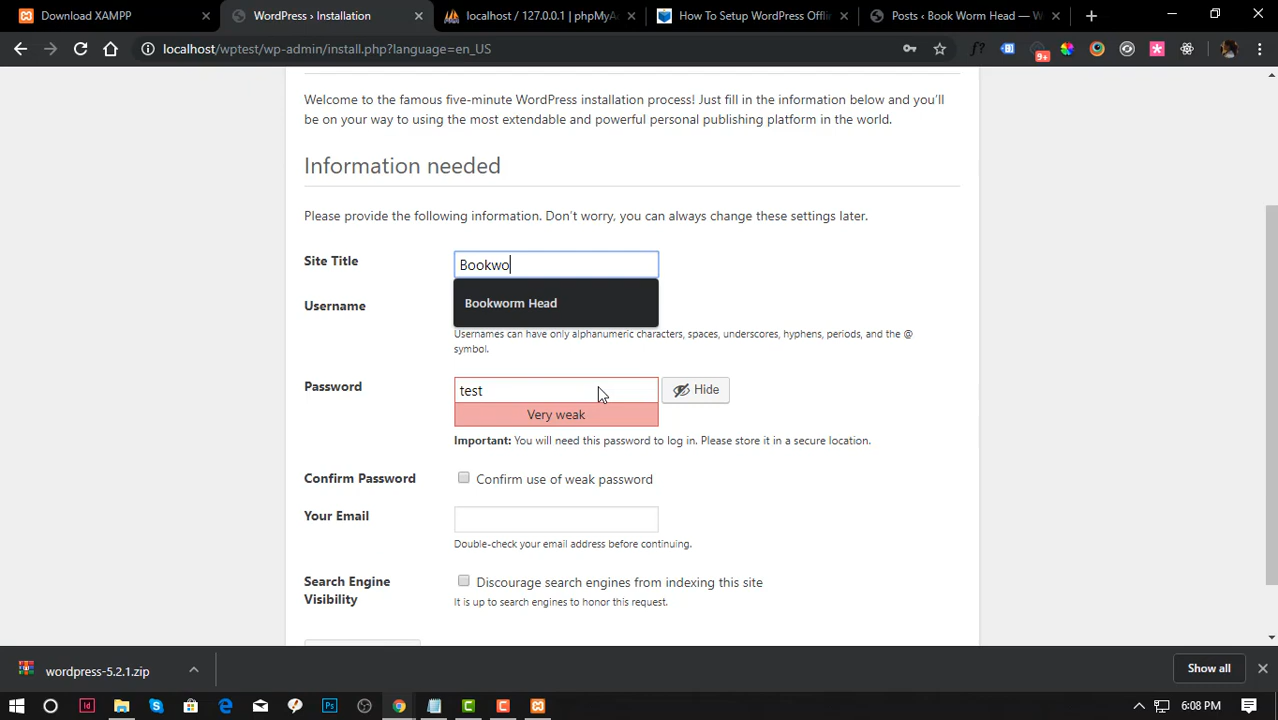 Download XAMPP
WordPress › Installation
localhost / 127.0.0.1 | phpMyA
How To Setup WordPress Offli
Posts ‹ Book Worm Head — W
localhost/wptest/wp-admin/install.php?language=en_US
9+
Welcome to the famous five-minute WordPress installation process! Just fill in the information below and you'll
be on your way to using the most extendable and powerful personal publishing platform in the world.
Information needed
Please provide the following information. Don't worry, you can always change these settings later.
Site Title
Bookwo
Bookworm Head
Username
Usernames can have only alphanumeric characters, spaces, underscores, hyphens, periods, and the @
symbol.
Password
test
Hide
Very weak
Important: You will need this password to log in. Please store it in a secure location.
Confirm Password
Confirm use of weak password
Your Email
Double-check your email address before continuing.
Search Engine
Visibility
Discourage search engines from indexing this site
It is up to search engines to honor this request.
wordpress-5.2.1.zip
Show all
6:08 PM